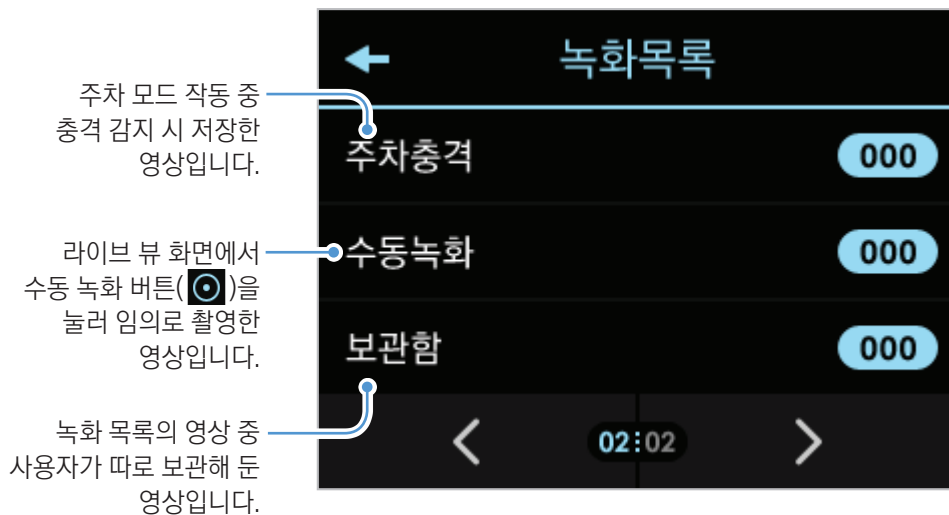 녹화목록
주차 모드 작동 중
충격 감지 시 저장한
영상입니다.
주차충격 000
라이브 뷰 화면에서
수동 녹화 버튼( )을
눌러 임의로 촬영한
영상입니다.
수동녹화 000
보관함 000
녹화 목록의 영상 중
사용자가 따로 보관해 둔
영상입니다.
02:02